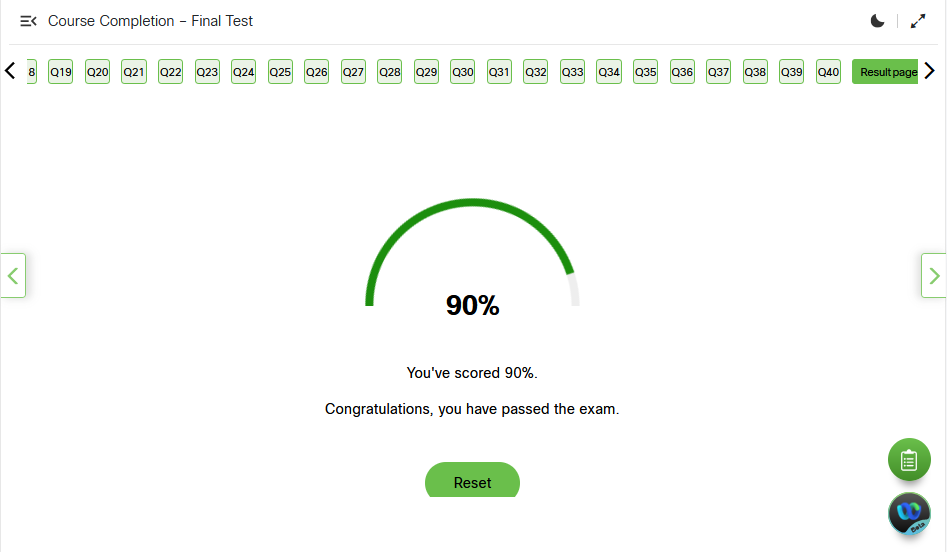 Course Completion – Final Test
8 Q19 Q20 Q21 Q22 Q23 Q24 Q25 Q26 Q27 Q28 Q29 Q30 Q31 Q32 Q33 Q34 Q35 Q36 Q37 Q38 Q39 Q40 Result page
90%
You've scored 90%.
Congratulations, you have passed the exam.
Reset
Beta